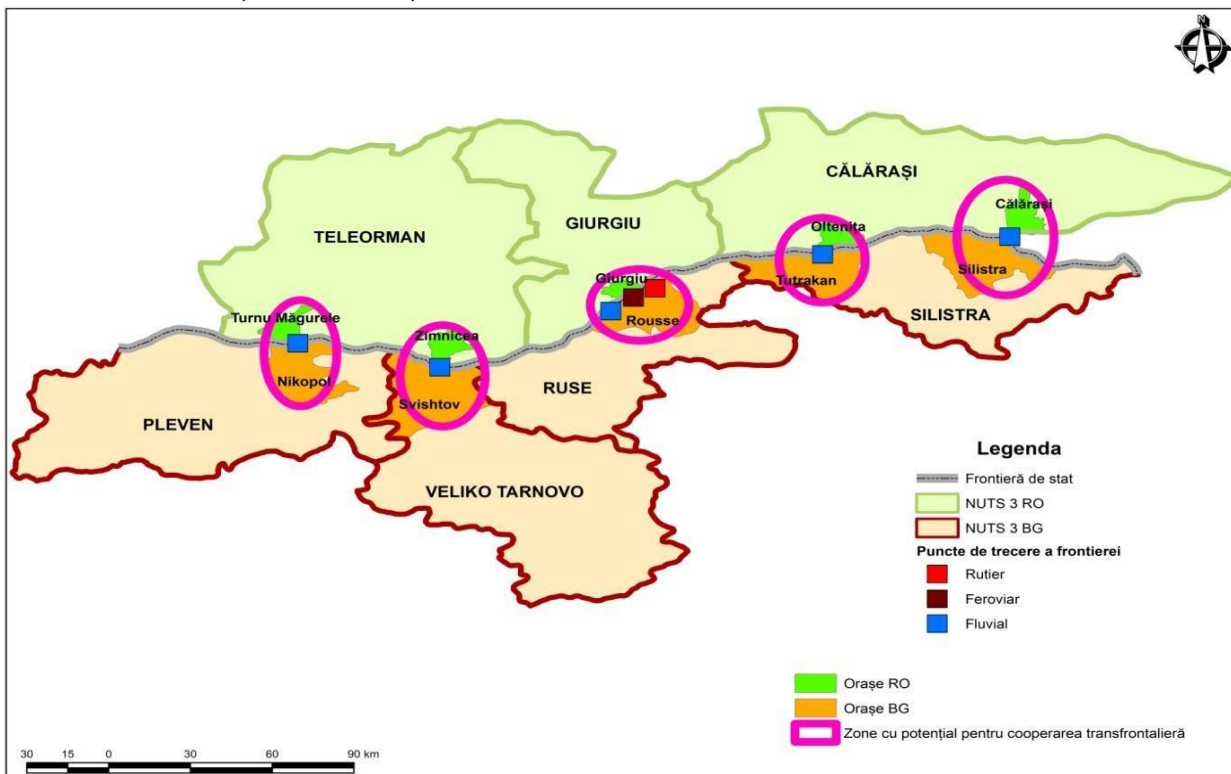 CĂLĂRAȘI
Călărași
GIURGIU
TELEORMAN
Oltenița
Silistra
Giurgiu
Tutrakan
SILISTRA
Turnu Măgurele
Rousse
Zimnicea
Nikopol
RUSE
Svishtov
PLEVEN
VELIKO TARNOVO
Legenda
Frontieră de stat
NUTS 3 RO
NUTS 3 BG
Puncte de trecere a frontierei
Rutier
Feroviar
Fluvial
Orașe RO
Orașe BG
Zone cu potențial pentru cooperarea transfrontalieră
30 15 0 30 60 90 km